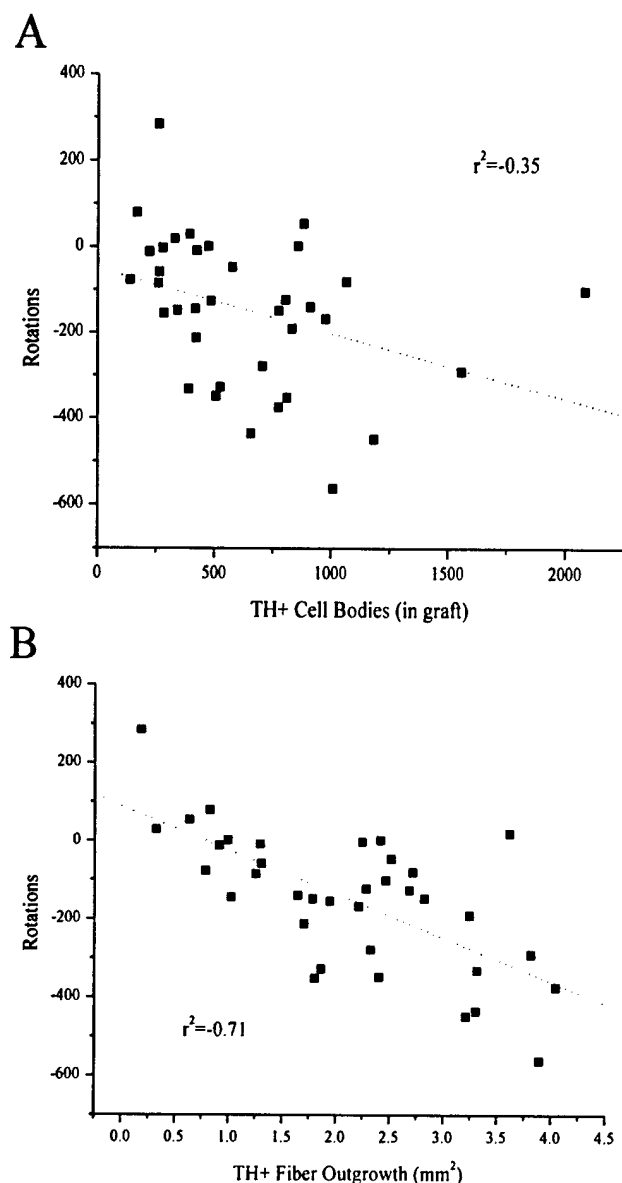 A
400
200
0
-200
-400
-600
Rotations
r²=-0.35
0 500 1000 1500 2000
TH+ Cell Bodies (in graft)
B
400
200
0
-200
-400
-600
Rotations
r²=-0.71
0.0 0.5 1.0 1.5 2.0 2.5 3.0 3.5 4.0 4.5
TH+ Fiber Outgrowth (mm²)